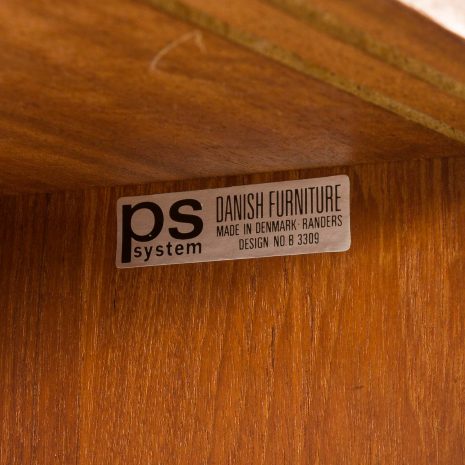 ps
system
DANISH FURNITURE
MADE IN DENMARK · RANDERS
DESIGN NO B 3309